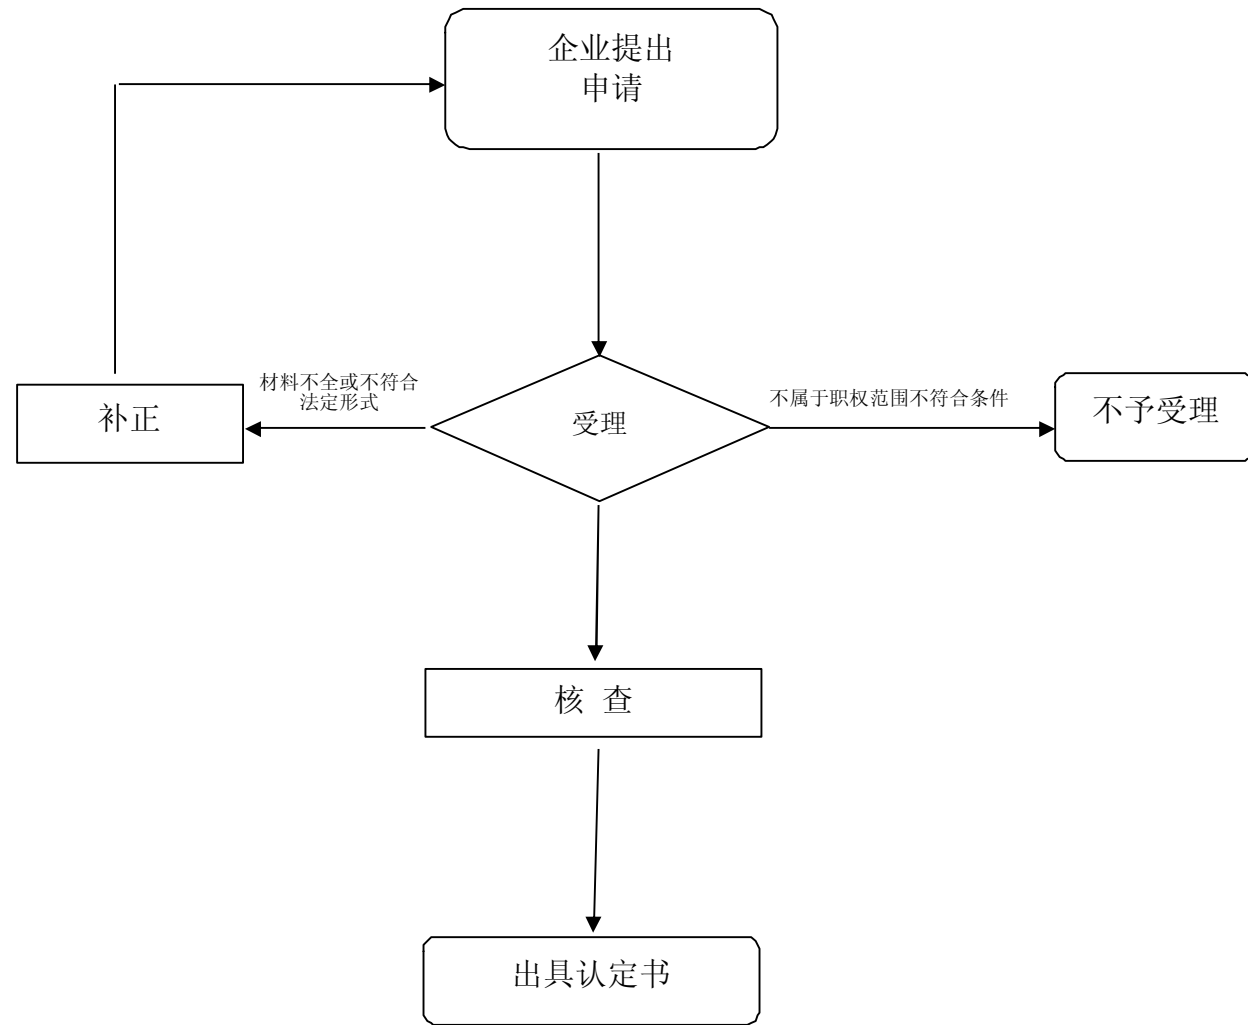 企业提出
申请
材料不全或不符合
法定形式
补正
受理
不属于职权范围不符合条件
不予受理
核 查
出具认定书